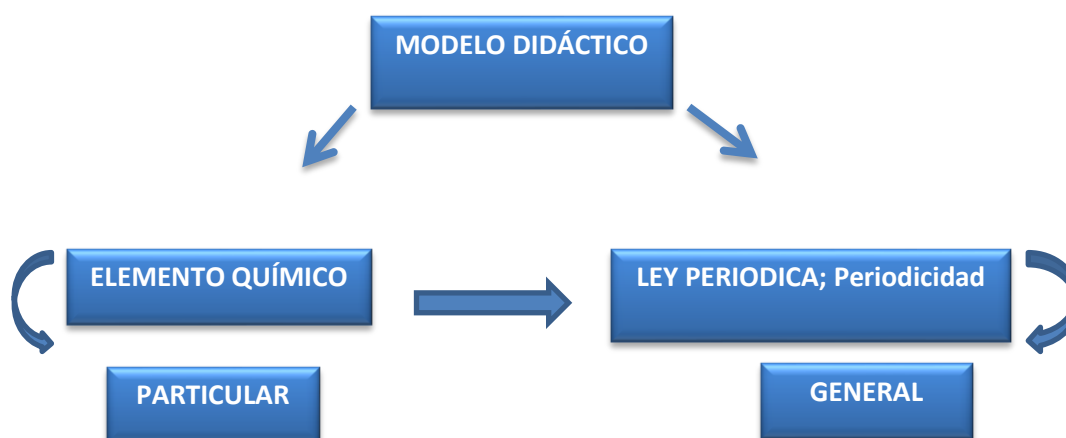 MODELO DIDÁCTICO
ELEMENTO QUÍMICO
LEY PERIODICA; Periodicidad
PARTICULAR
GENERAL